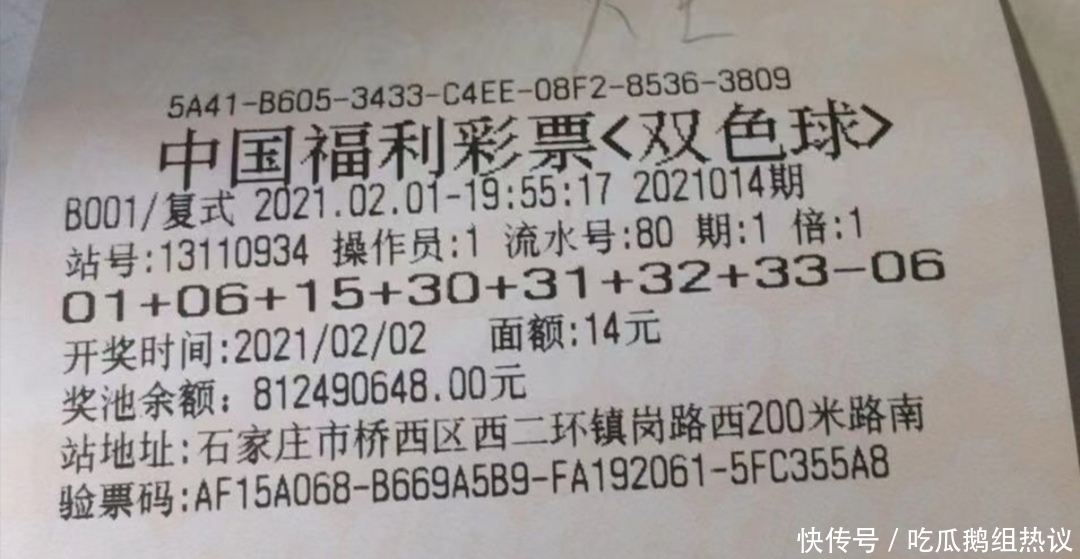 5A41-B605-3433-C4EE-08F2-8536-3809
中国福利彩票<双色球>
B001/复式 2021.02.01-19:55:17 2021014期
站号:13110934 操作员:1 流水号:80 期:1 倍:1
01+06+15+30+31+32+33-06
开奖时间:2021/02/02 面额:14元
奖池余额: 812490648.00元
站地址:石家庄市桥西区西二环镇岗路西200米路南
验票码:AF15A068-B669A5B9-FA192061-5FC355A8
快传号/吃瓜鹅组热议